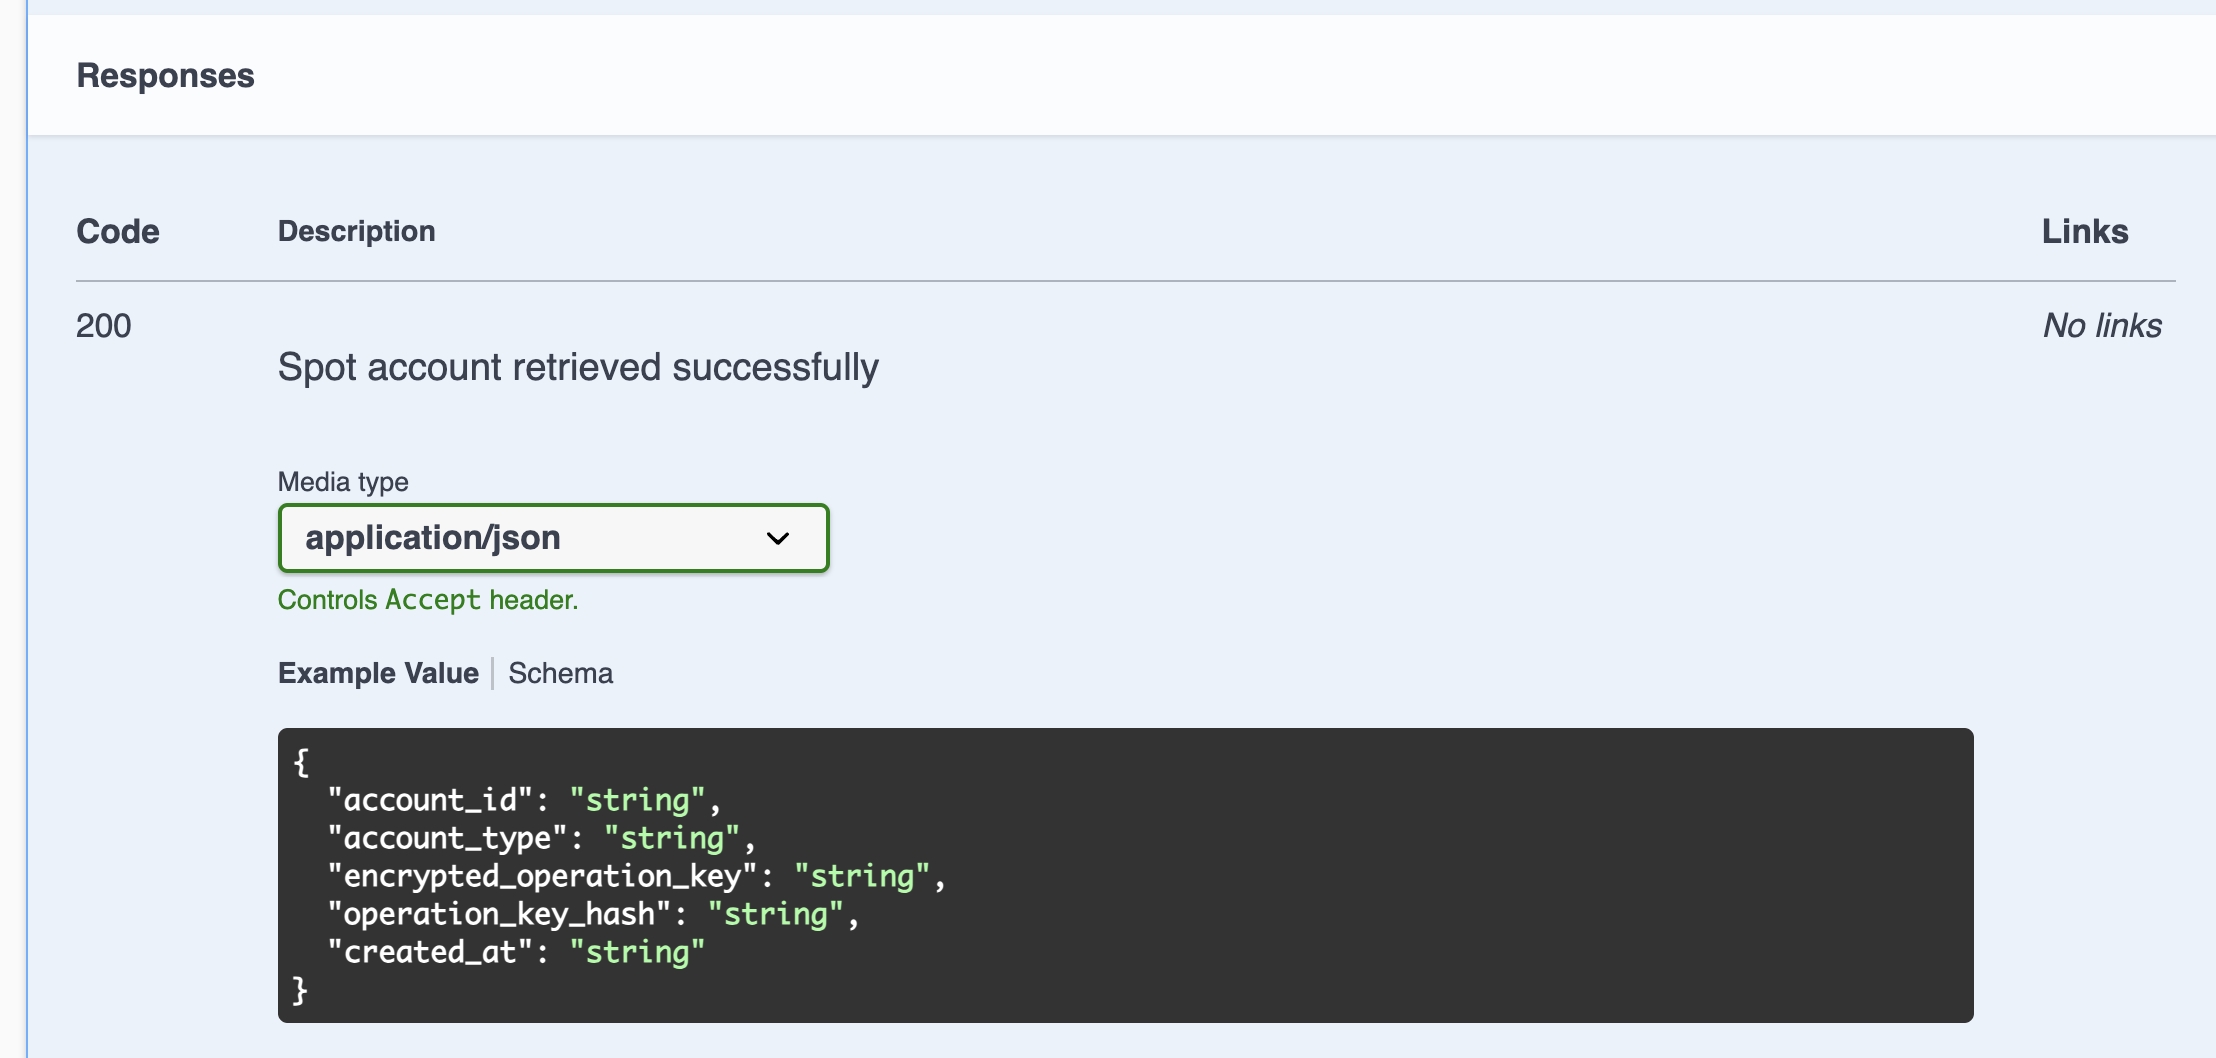 Responses
Code Description Links
200 No links
Spot account retrieved successfully
Media type
application/json
Controls Accept header.
Example Value | Schema
{
  "account_id": "string",
  "account_type": "string",
  "encrypted_operation_key": "string",
  "operation_key_hash": "string",
  "created_at": "string"
}